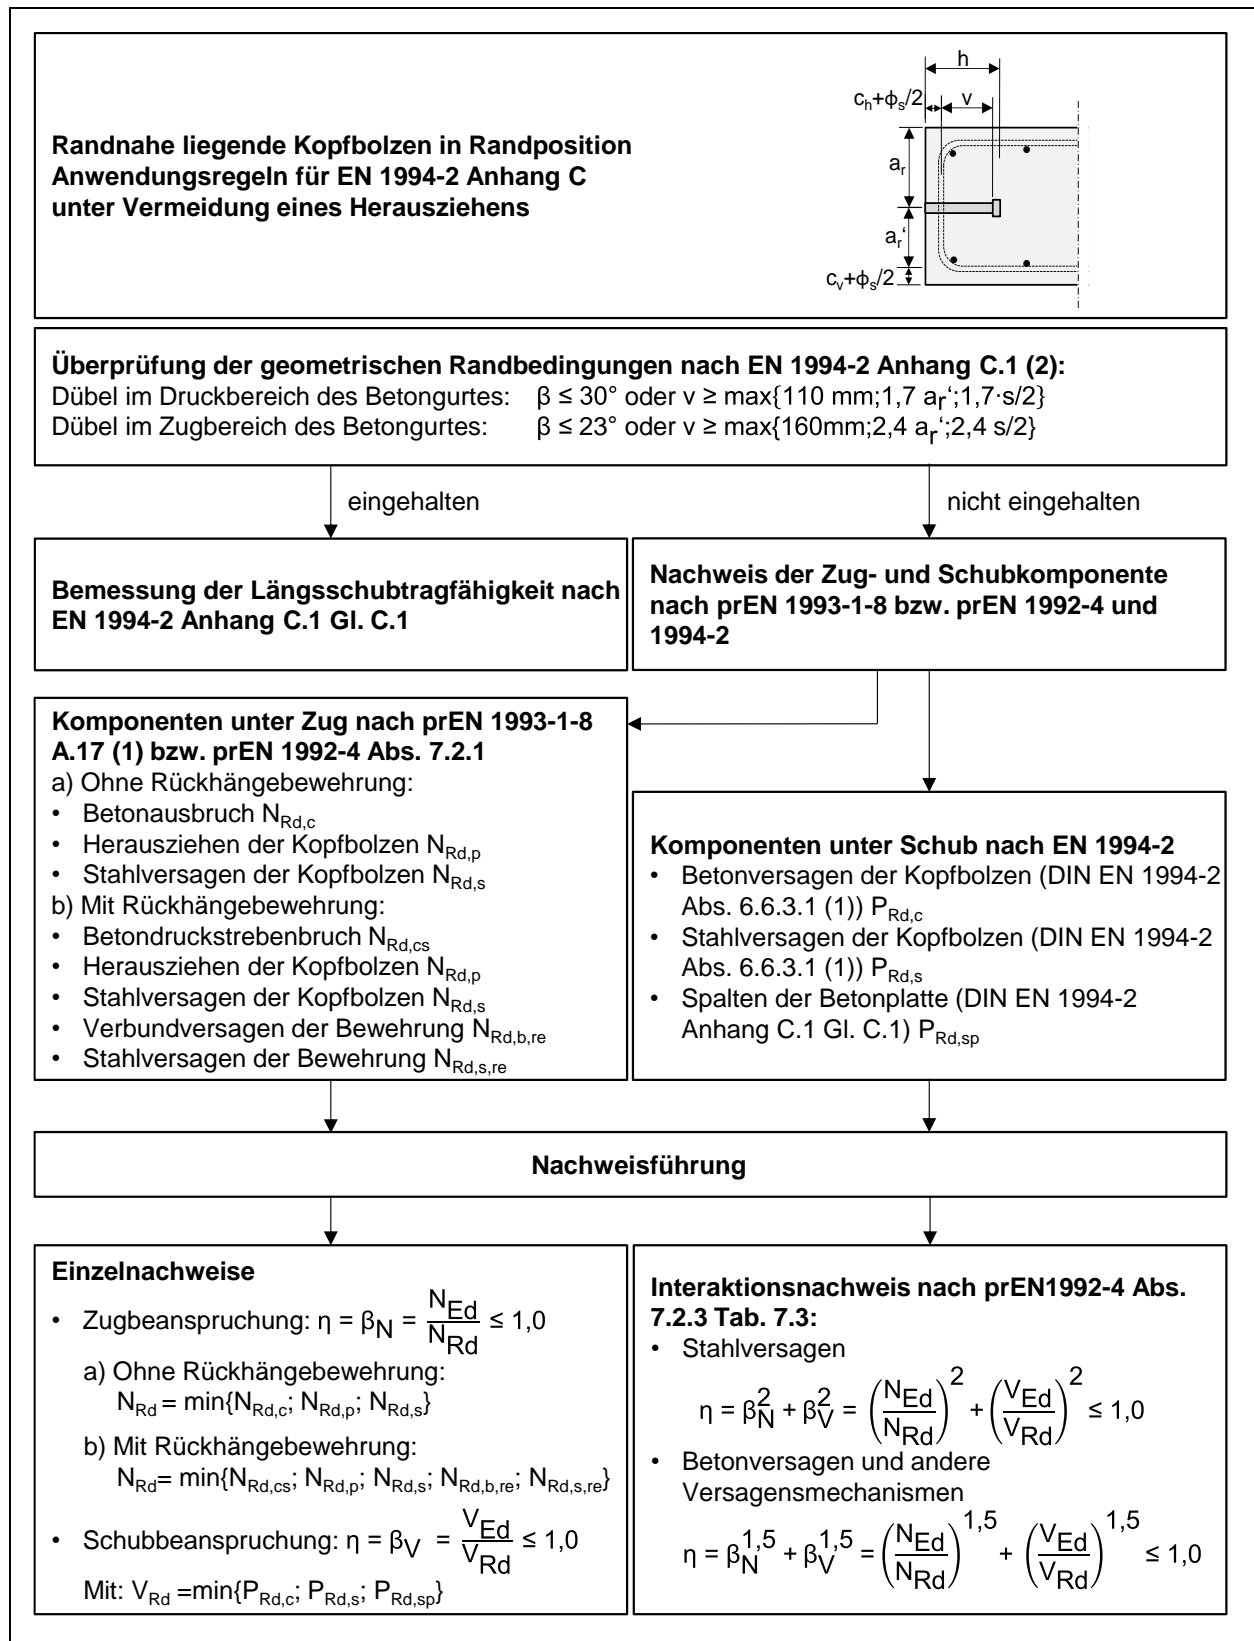 Randnahe liegende Kopfbolzen in Randposition
Anwendungsregeln für EN 1994-2 Anhang C
unter Vermeidung eines Herausziehens
h
c_h+ϕ_s/2
v
a_r
a_r‘
c_v+ϕ_s/2
Überprüfung der geometrischen Randbedingungen nach EN 1994-2 Anhang C.1 (2):
Dübel im Druckbereich des Betongurtes: β ≤ 30° oder v ≥ max{110 mm;1,7 a_r‘;1,7·s/2}
Dübel im Zugbereich des Betongurtes: β ≤ 23° oder v ≥ max{160mm;2,4 a_r‘;2,4 s/2}
eingehalten
nicht eingehalten
Bemessung der Längsschubtragfähigkeit nach
EN 1994-2 Anhang C.1 Gl. C.1
Nachweis der Zug- und Schubkomponente
nach prEN 1993-1-8 bzw. prEN 1992-4 und
1994-2
Komponenten unter Zug nach prEN 1993-1-8
A.17 (1) bzw. prEN 1992-4 Abs. 7.2.1
a) Ohne Rückhängebewehrung:
• Betonausbruch N_Rd,c
• Herausziehen der Kopfbolzen N_Rd,p
• Stahlversagen der Kopfbolzen N_Rd,s
b) Mit Rückhängebewehrung:
• Betondruckstrebenbruch N_Rd,cs
• Herausziehen der Kopfbolzen N_Rd,p
• Stahlversagen der Kopfbolzen N_Rd,s
• Verbundversagen der Bewehrung N_Rd,b,re
• Stahlversagen der Bewehrung N_Rd,s,re
Komponenten unter Schub nach EN 1994-2
• Betonversagen der Kopfbolzen (DIN EN 1994-2
Abs. 6.6.3.1 (1)) P_Rd,c
• Stahlversagen der Kopfbolzen (DIN EN 1994-2
Abs. 6.6.3.1 (1)) P_Rd,s
• Spalten der Betonplatte (DIN EN 1994-2
Anhang C.1 Gl. C.1) P_Rd,sp
Nachweisführung
Einzelnachweise
• Zugbeanspruchung: η = β_N = N_Ed/N_Rd ≤ 1,0
a) Ohne Rückhängebewehrung:
N_Rd = min{N_Rd,c; N_Rd,p; N_Rd,s}
b) Mit Rückhängebewehrung:
N_Rd= min{N_Rd,cs; N_Rd,p; N_Rd,s; N_Rd,b,re; N_Rd,s,re}
• Schubbeanspruchung: η = β_V = V_Ed/V_Rd ≤ 1,0
Mit: V_Rd =min{P_Rd,c; P_Rd,s; P_Rd,sp}
Interaktionsnachweis nach prEN1992-4 Abs.
7.2.3 Tab. 7.3:
• Stahlversagen
η = β_N^2 + β_V^2 = (N_Ed/N_Rd)^2 + (V_Ed/V_Rd)^2 ≤ 1,0
• Betonversagen und andere
Versagensmechanismen
η = β_N^1,5 + β_V^1,5 = (N_Ed/N_Rd)^1,5 + (V_Ed/V_Rd)^1,5 ≤ 1,0